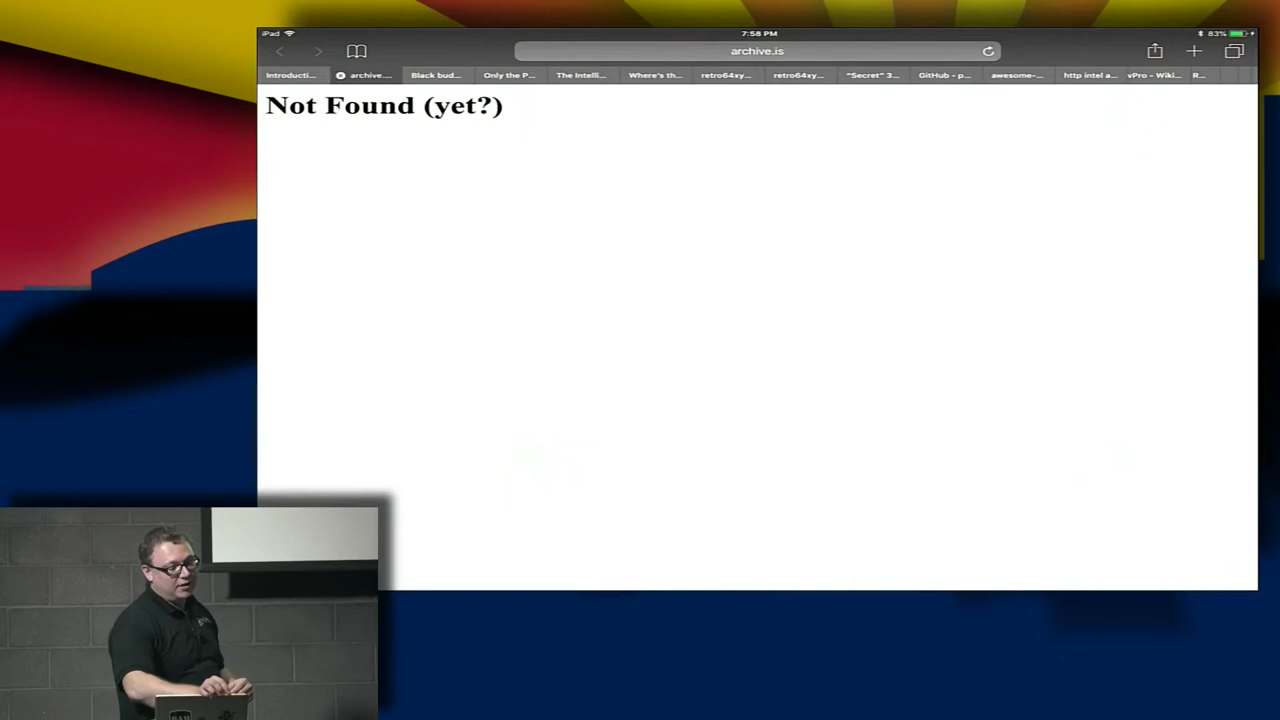 iPad
7:58 PM
83%
archive.is
Introducti...
archive....
Black bud...
Only the P...
The Intelli...
Where's th...
retro64xy...
retro64xy...
"Secret" 3...
GitHub - p...
awesome-...
http intel a...
vPro - Wiki...
R...
Not Found (yet?)